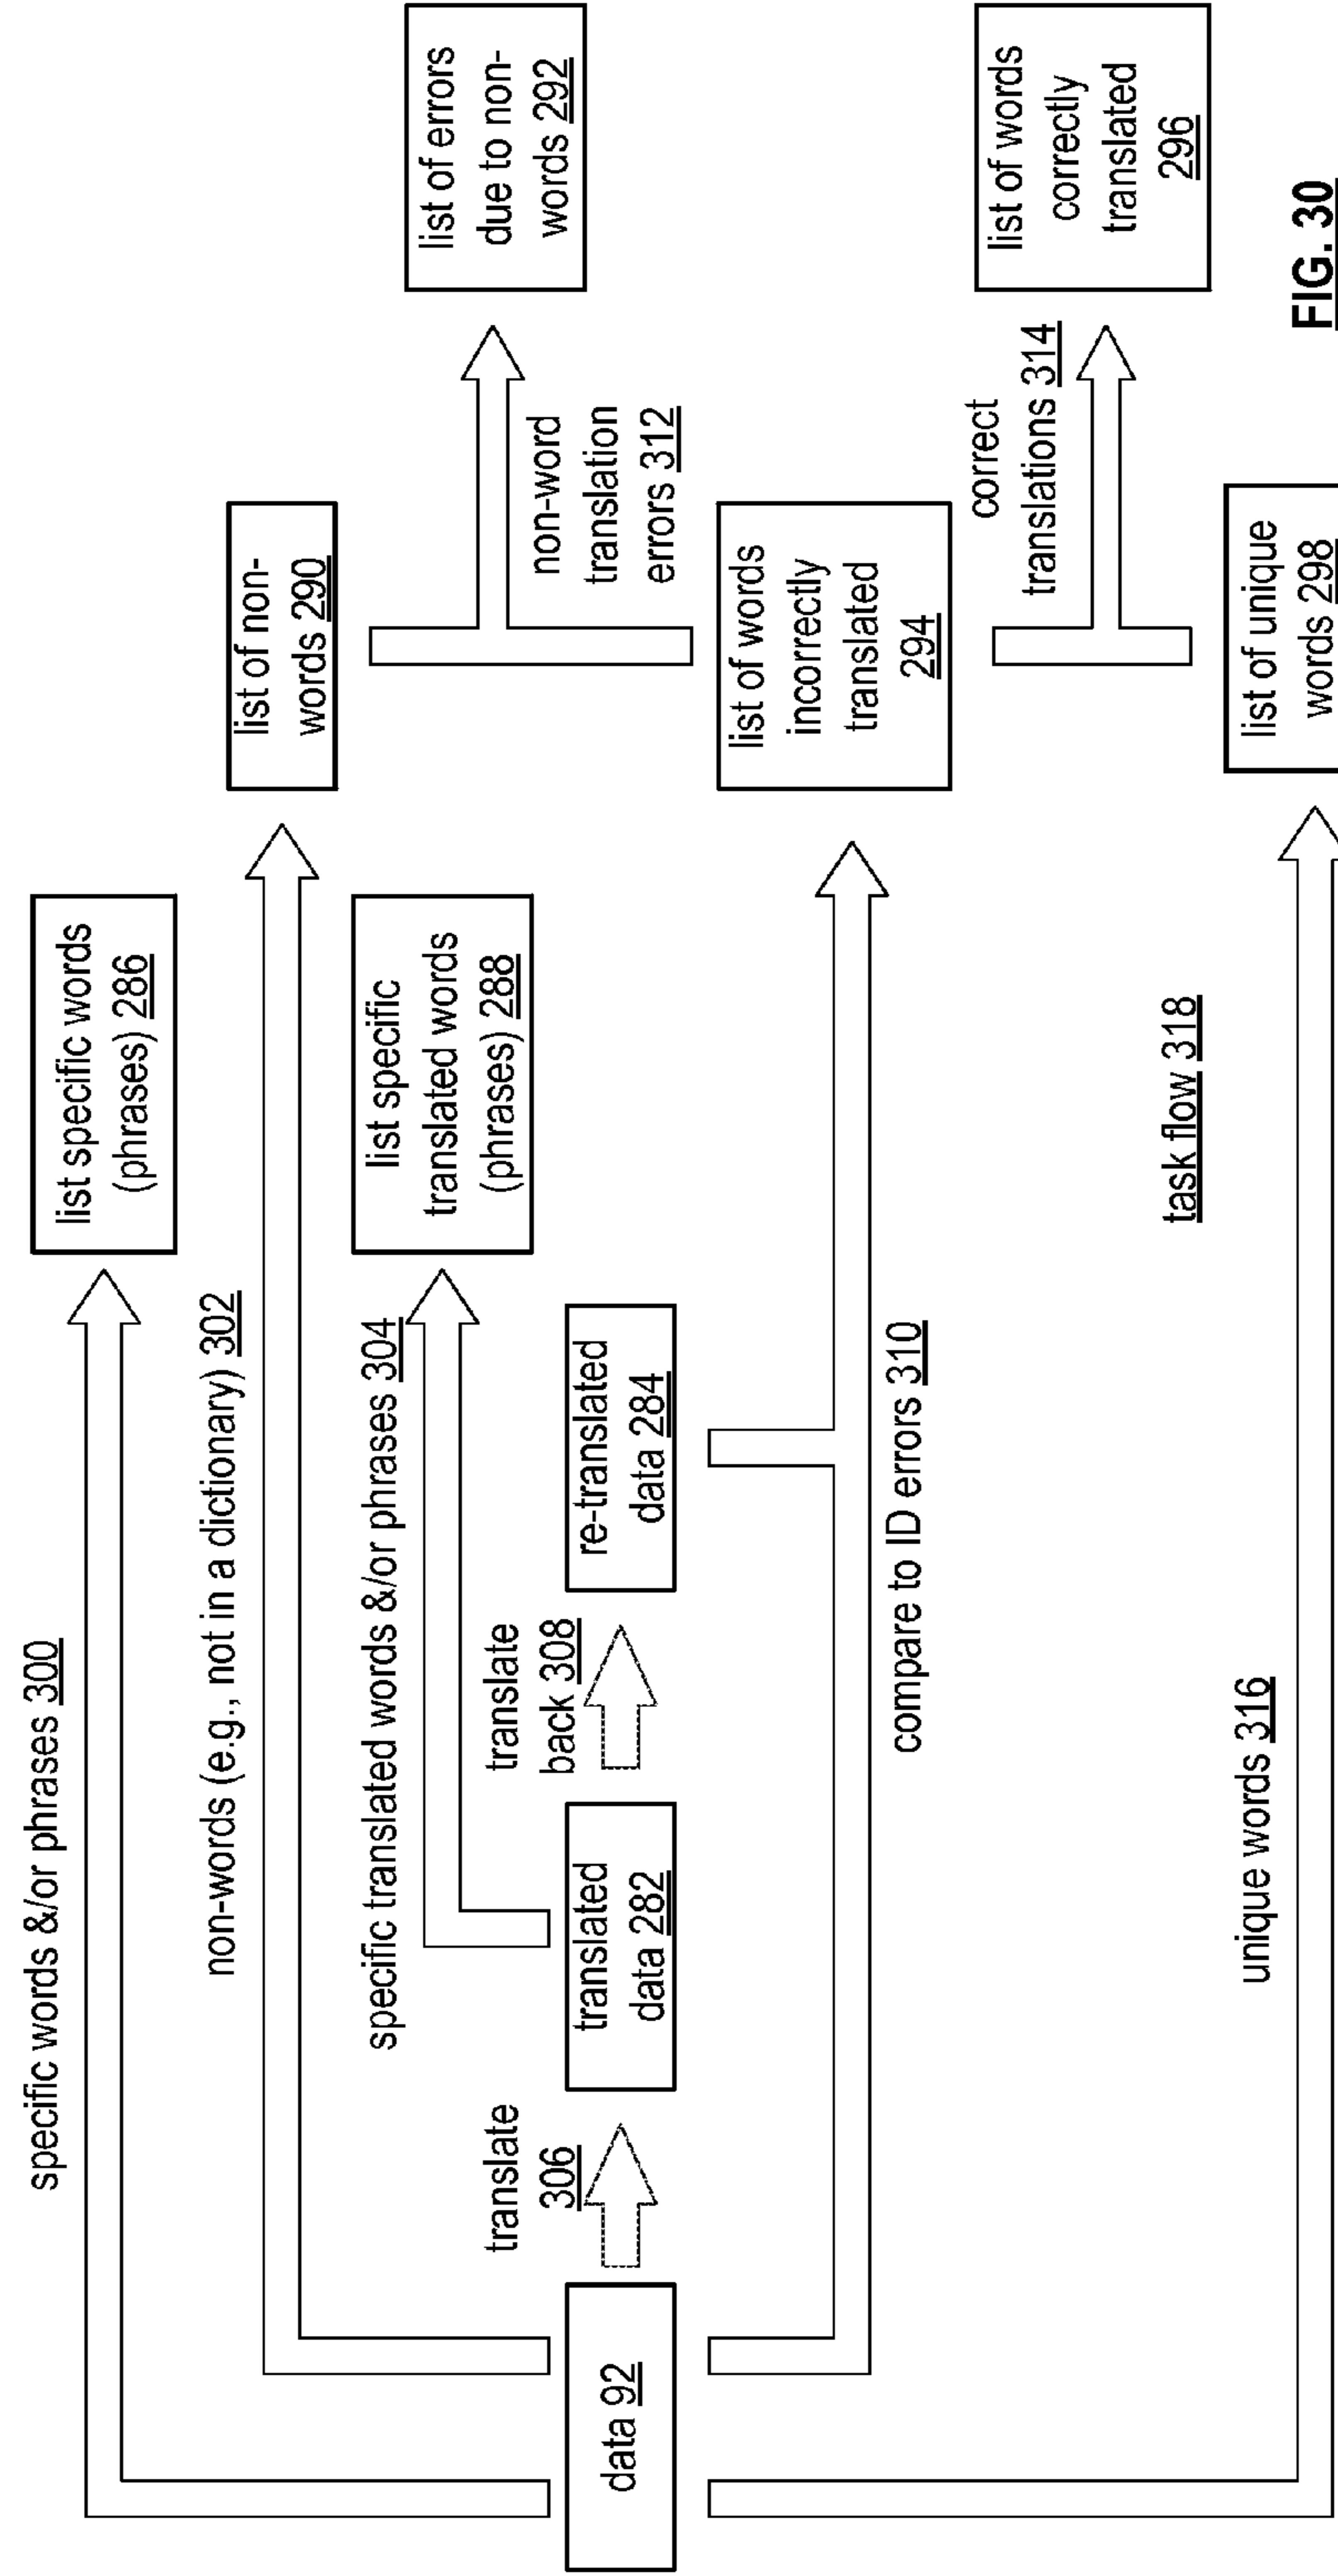 specific words &/or phrases 300
list specific words
(phrases) 286
non-words (e.g., not in a dictionary) 302
list of non-
words 290
specific translated words &/or phrases 304
list specific
translated words
(phrases) 288
list of errors
due to non-
words 292
non-word
translation
errors 312
data 92
translate
306
translated
data 282
translate
back 308
re-translated
data 284
list of words
incorrectly
translated
294
compare to ID errors 310
correct
translations 314
list of words
correctly
translated
296
task flow 318
unique words 316
list of unique
words 298
FIG. 30